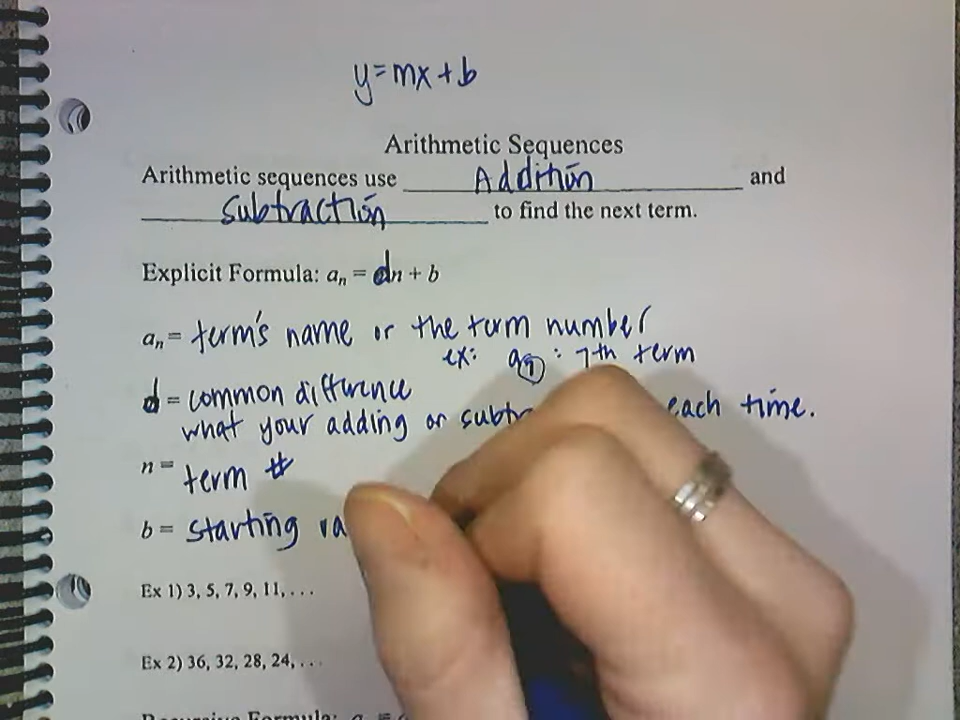 y=mx+b
Arithmetic Sequences
Arithmetic sequences use Addition and
Subtraction to find the next term.
Explicit Formula: aₙ = dn + b
aₙ = term's name or the term number
ex: a₇ : 7th term
d = common difference
what your adding or each time.
n = term #
b = starting
Ex 1) 3, 5, 7, 9, 11, . . .
Ex 2) 36, 32, 28, 24, . . .
Recursive Formula: